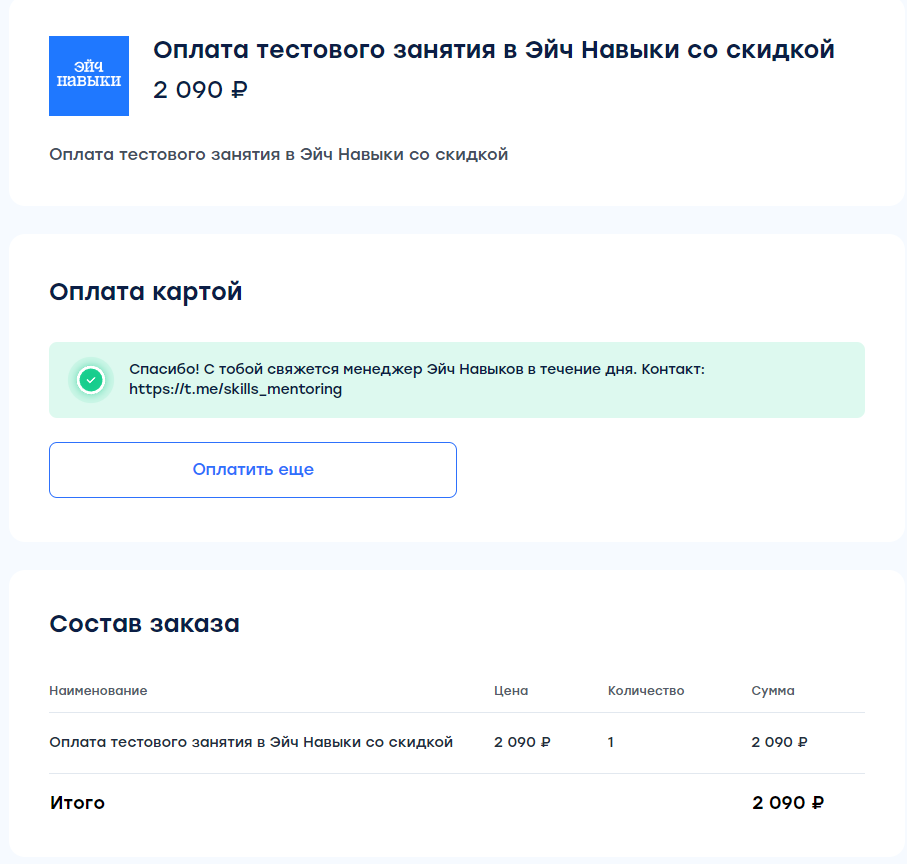 эйч
навыки
Оплата тестового занятия в Эйч Навыки со скидкой
2 090 ₽
Оплата тестового занятия в Эйч Навыки со скидкой
Оплата картой
Спасибо! С тобой свяжется менеджер Эйч Навыков в течение дня. Контакт:
https://t.me/skills_mentoring
Оплатить еще
Состав заказа
Наименование Цена Количество Сумма
Оплата тестового занятия в Эйч Навыки со скидкой 2 090 ₽ 1 2 090 ₽
Итого 2 090 ₽